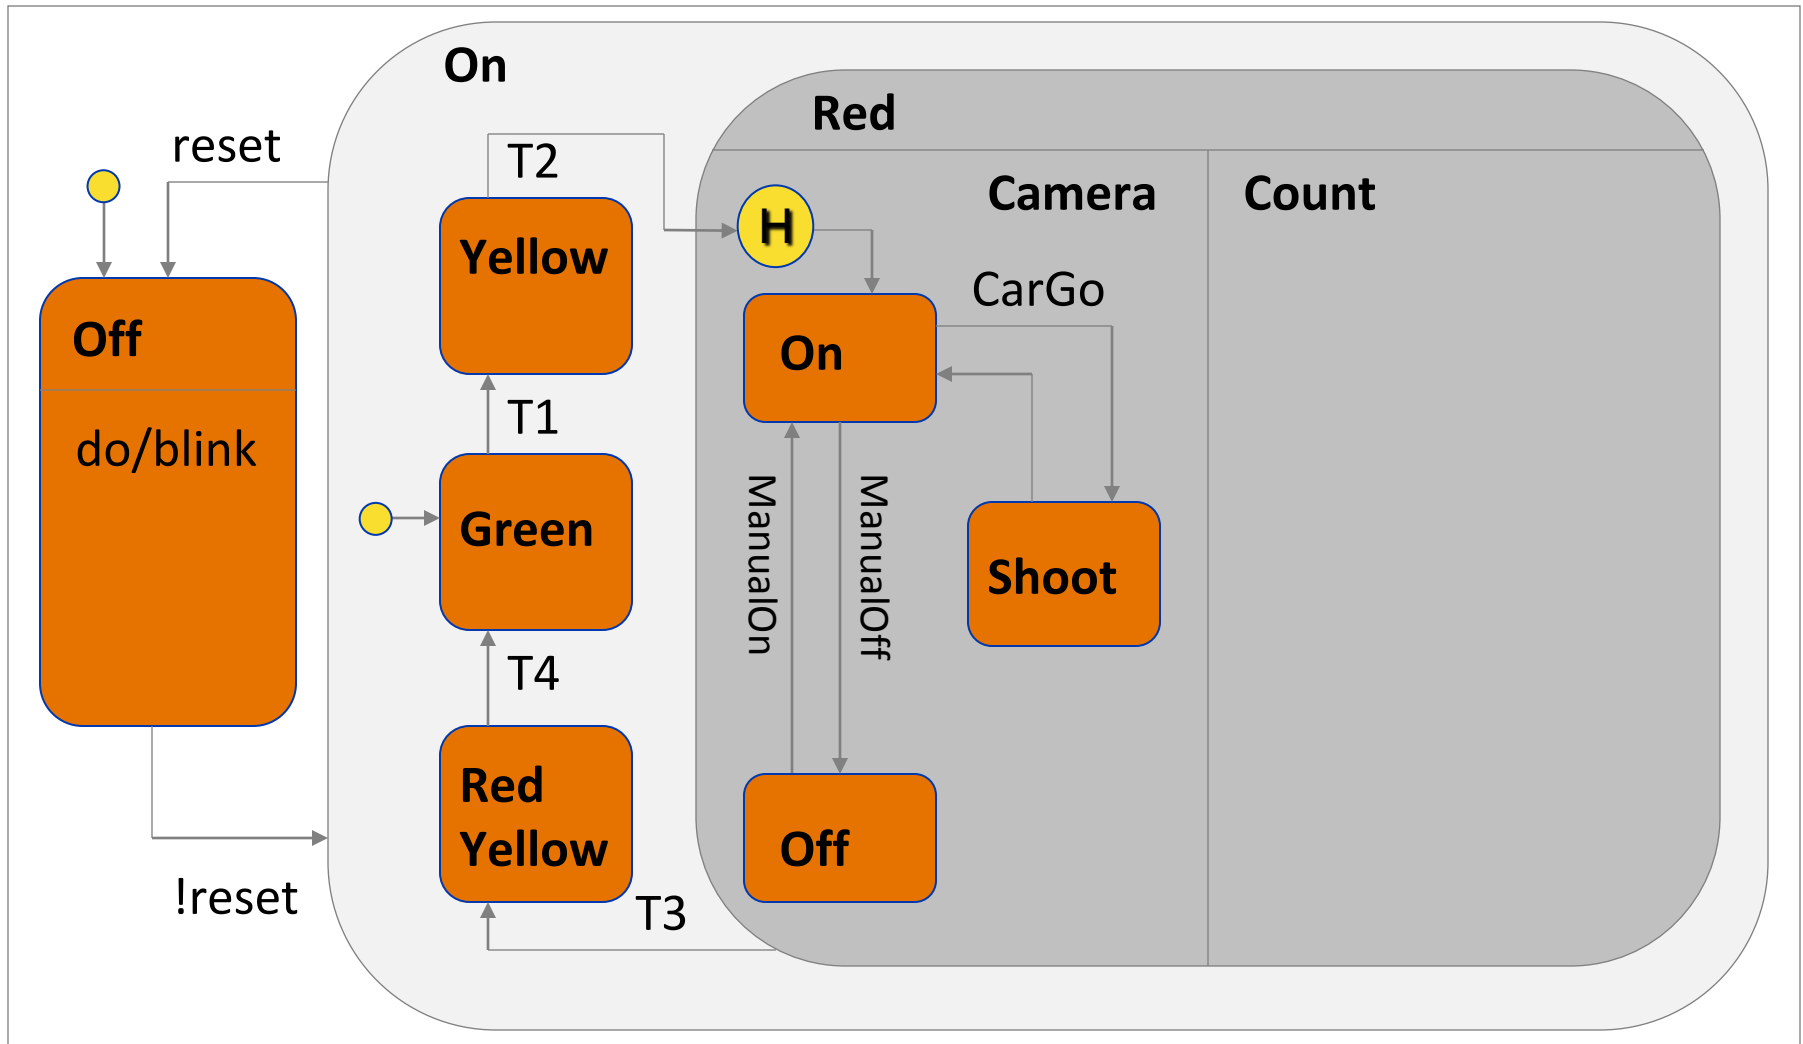 On
Red
reset
T2
Camera
Count
H
Yellow
CarGo
Off
On
T1
do/blink
ManualOn
ManualOff
Green
Shoot
T4
Red
Yellow
Off
!reset
T3